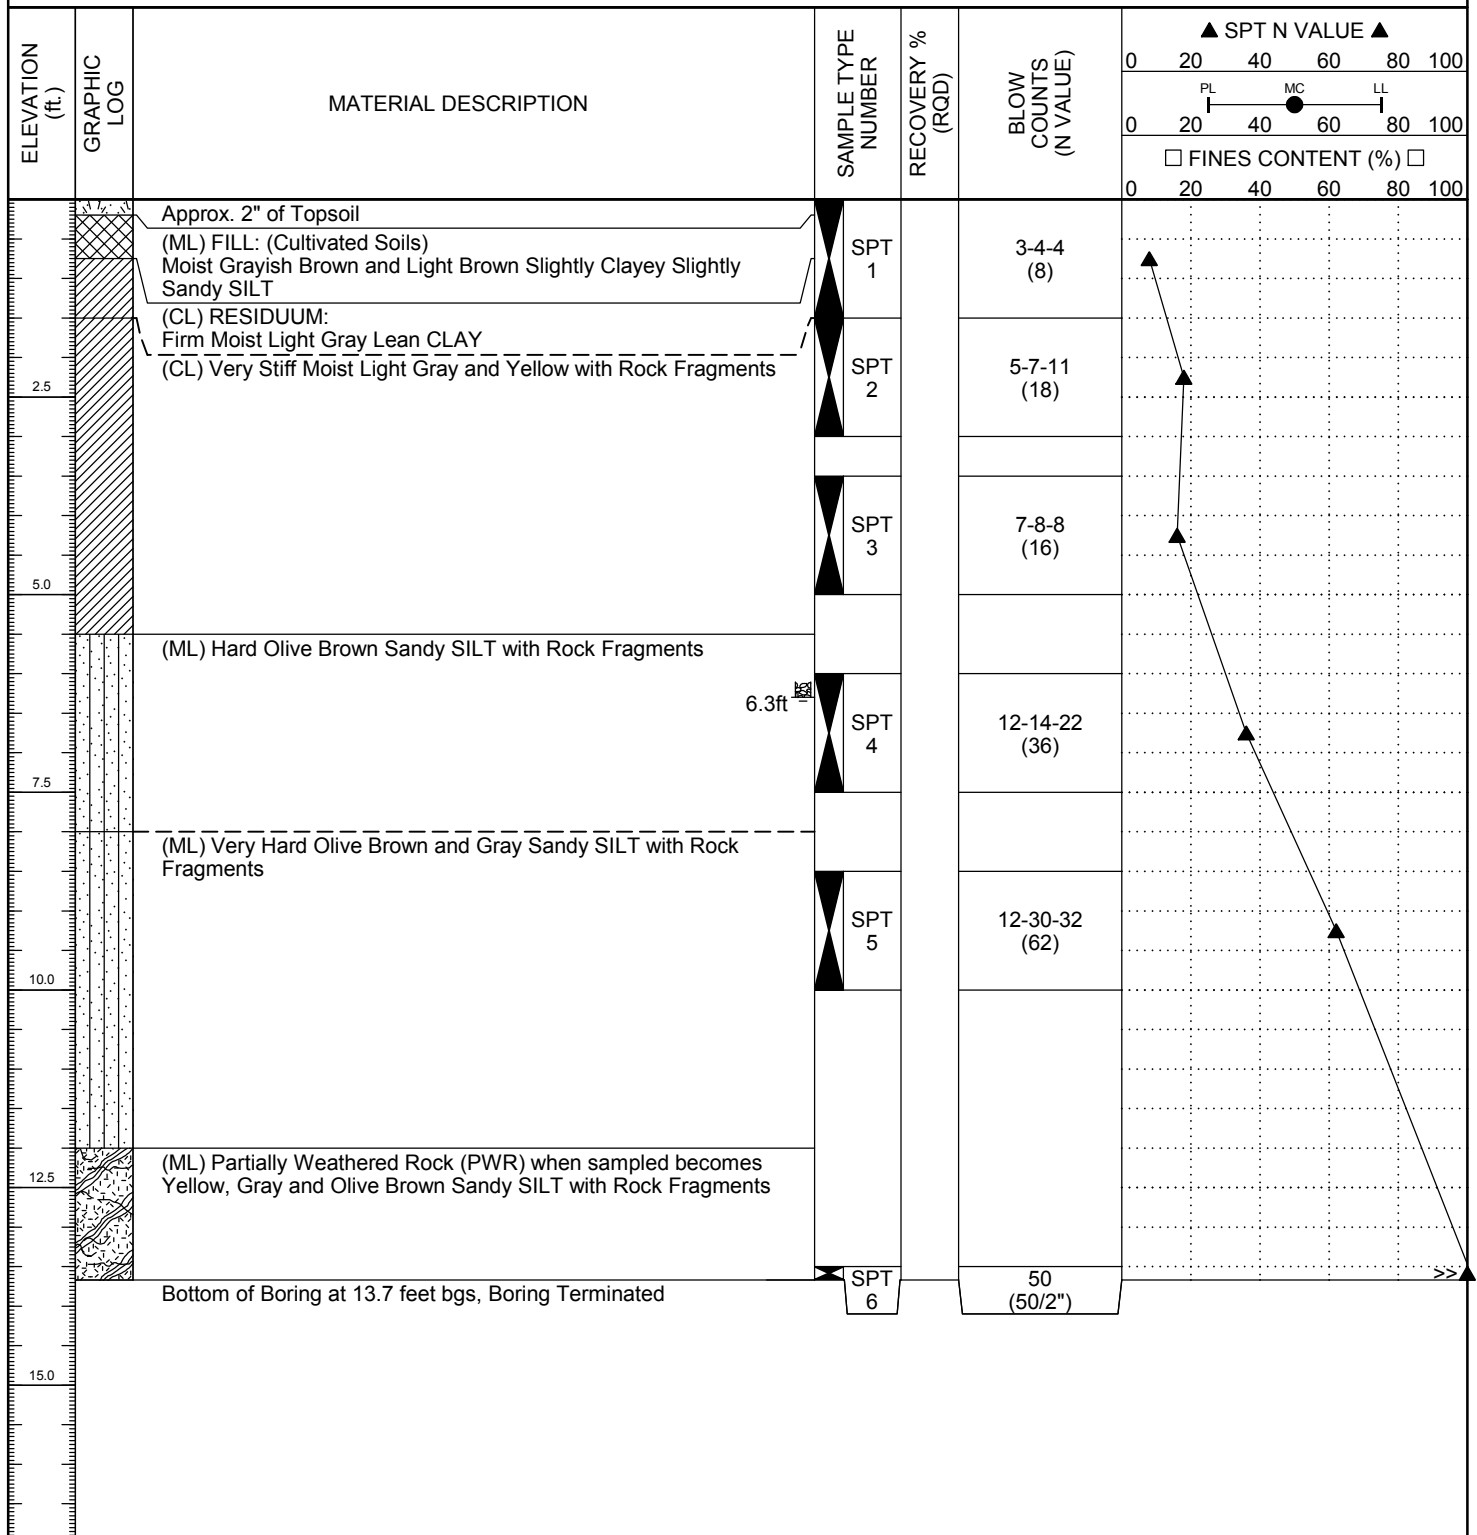 ELEVATION
(ft.)
GRAPHIC
LOG
MATERIAL DESCRIPTION
SAMPLE TYPE
NUMBER
RECOVERY %
(RQD)
BLOW
COUNTS
(N VALUE)
▲ SPT N VALUE ▲
0 20 40 60 80 100
PL MC LL
0 20 40 60 80 100
□ FINES CONTENT (%) □
0 20 40 60 80 100
Approx. 2" of Topsoil
(ML) FILL: (Cultivated Soils)
Moist Grayish Brown and Light Brown Slightly Clayey Slightly
Sandy SILT
SPT
1
3-4-4
(8)
(CL) RESIDUUM:
Firm Moist Light Gray Lean CLAY
(CL) Very Stiff Moist Light Gray and Yellow with Rock Fragments
SPT
2
5-7-11
(18)
2.5
SPT
3
7-8-8
(16)
5.0
(ML) Hard Olive Brown Sandy SILT with Rock Fragments
6.3ft
SPT
4
12-14-22
(36)
7.5
(ML) Very Hard Olive Brown and Gray Sandy SILT with Rock
Fragments
SPT
5
12-30-32
(62)
10.0
(ML) Partially Weathered Rock (PWR) when sampled becomes
Yellow, Gray and Olive Brown Sandy SILT with Rock Fragments
12.5
SPT
6
50
(50/2")
>>
Bottom of Boring at 13.7 feet bgs, Boring Terminated
15.0